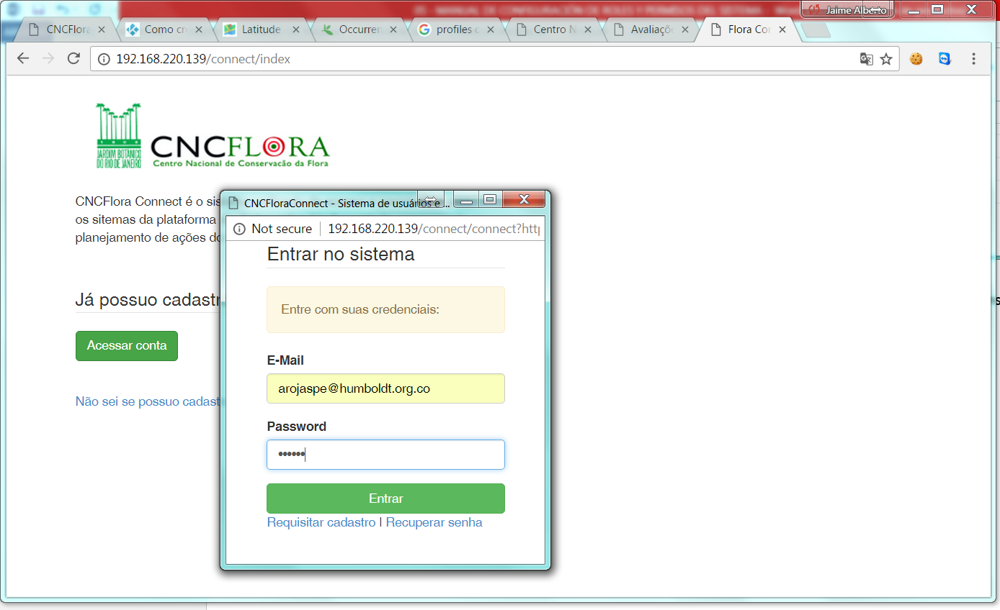 Jaime Alberto
CNCFlora
Como cr
Latitude
Occurren
profiles
Centro N
Avaliaçõ
Flora Co
192.168.220.139/connect/index
JARDIM BOTÂNICO
DO RIO DE JANEIRO
CNCFLORA
Centro Nacional de Conservacão da Flora
CNCFlora Connect é o sis
os sitemas da plataforma
planejamento de ações do
Já possuo cadastr
Acessar conta
Não sei se possuo cadast
CNCFloraConnect - Sistema de usuários e ...
Not secure
192.168.220.139/connect/connect?http
Entrar no sistema
Entre com suas credenciais:
E-Mail
arojaspe@humboldt.org.co
Password
••••••
Entrar
Requisitar cadastro | Recuperar senha